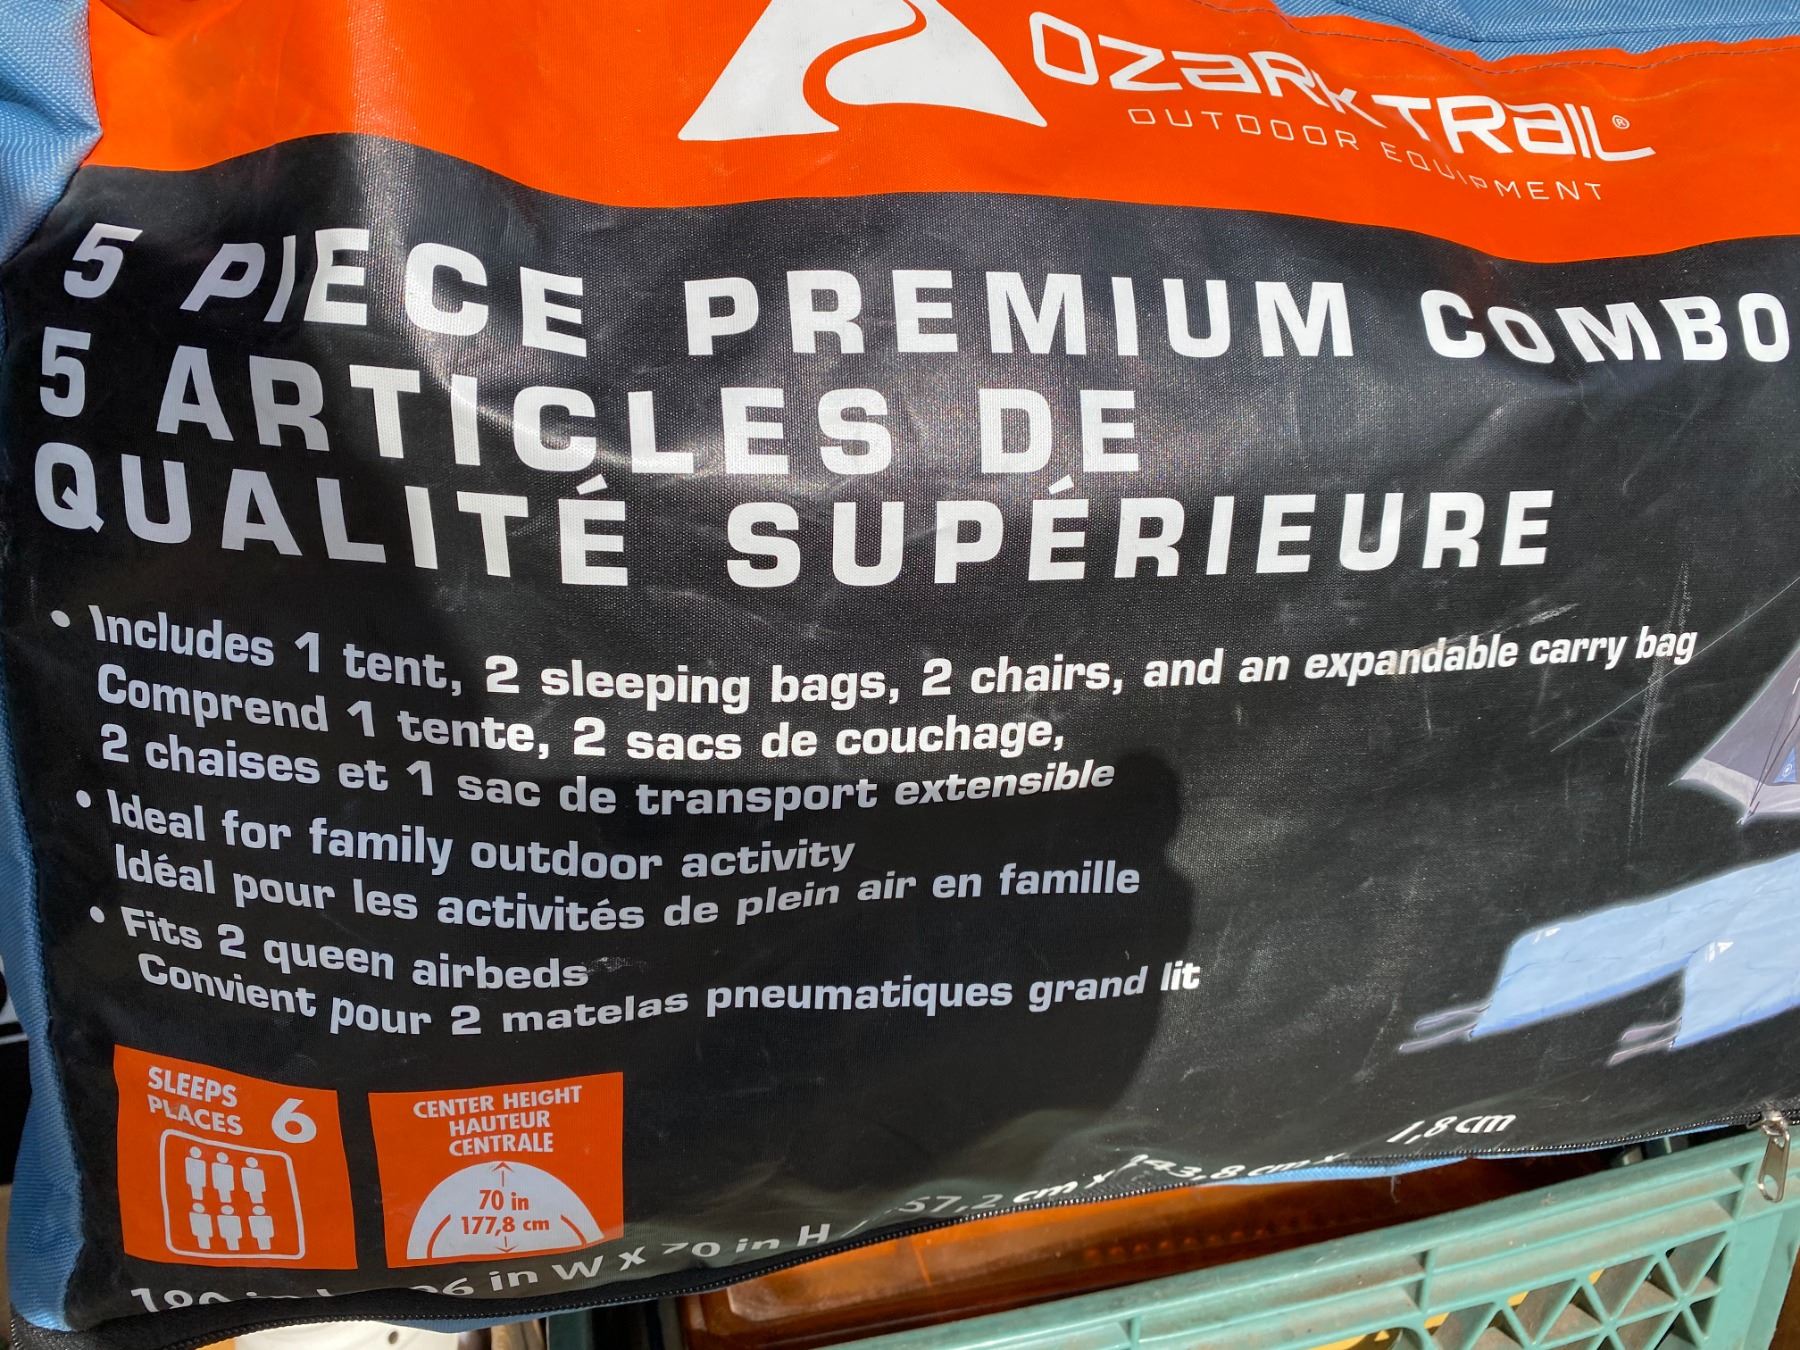 OZARK TRAIL®
OUTDOOR EQUIPMENT
5 PIECE PREMIUM COMBO
5 ARTICLES DE
QUALITÉ SUPÉRIEURE
• Includes 1 tent, 2 sleeping bags, 2 chairs, and an expandable carry bag
Comprend 1 tente, 2 sacs de couchage,
2 chaises et 1 sac de transport extensible
• Ideal for family outdoor activity
Idéal pour les activités de plein air en famille
• Fits 2 queen airbeds
Convient pour 2 matelas pneumatiques grand lit
SLEEPS
PLACES 6
CENTER HEIGHT
HAUTEUR
CENTRALE
70 in
177,8 cm
in W X 70 in H cm x cm